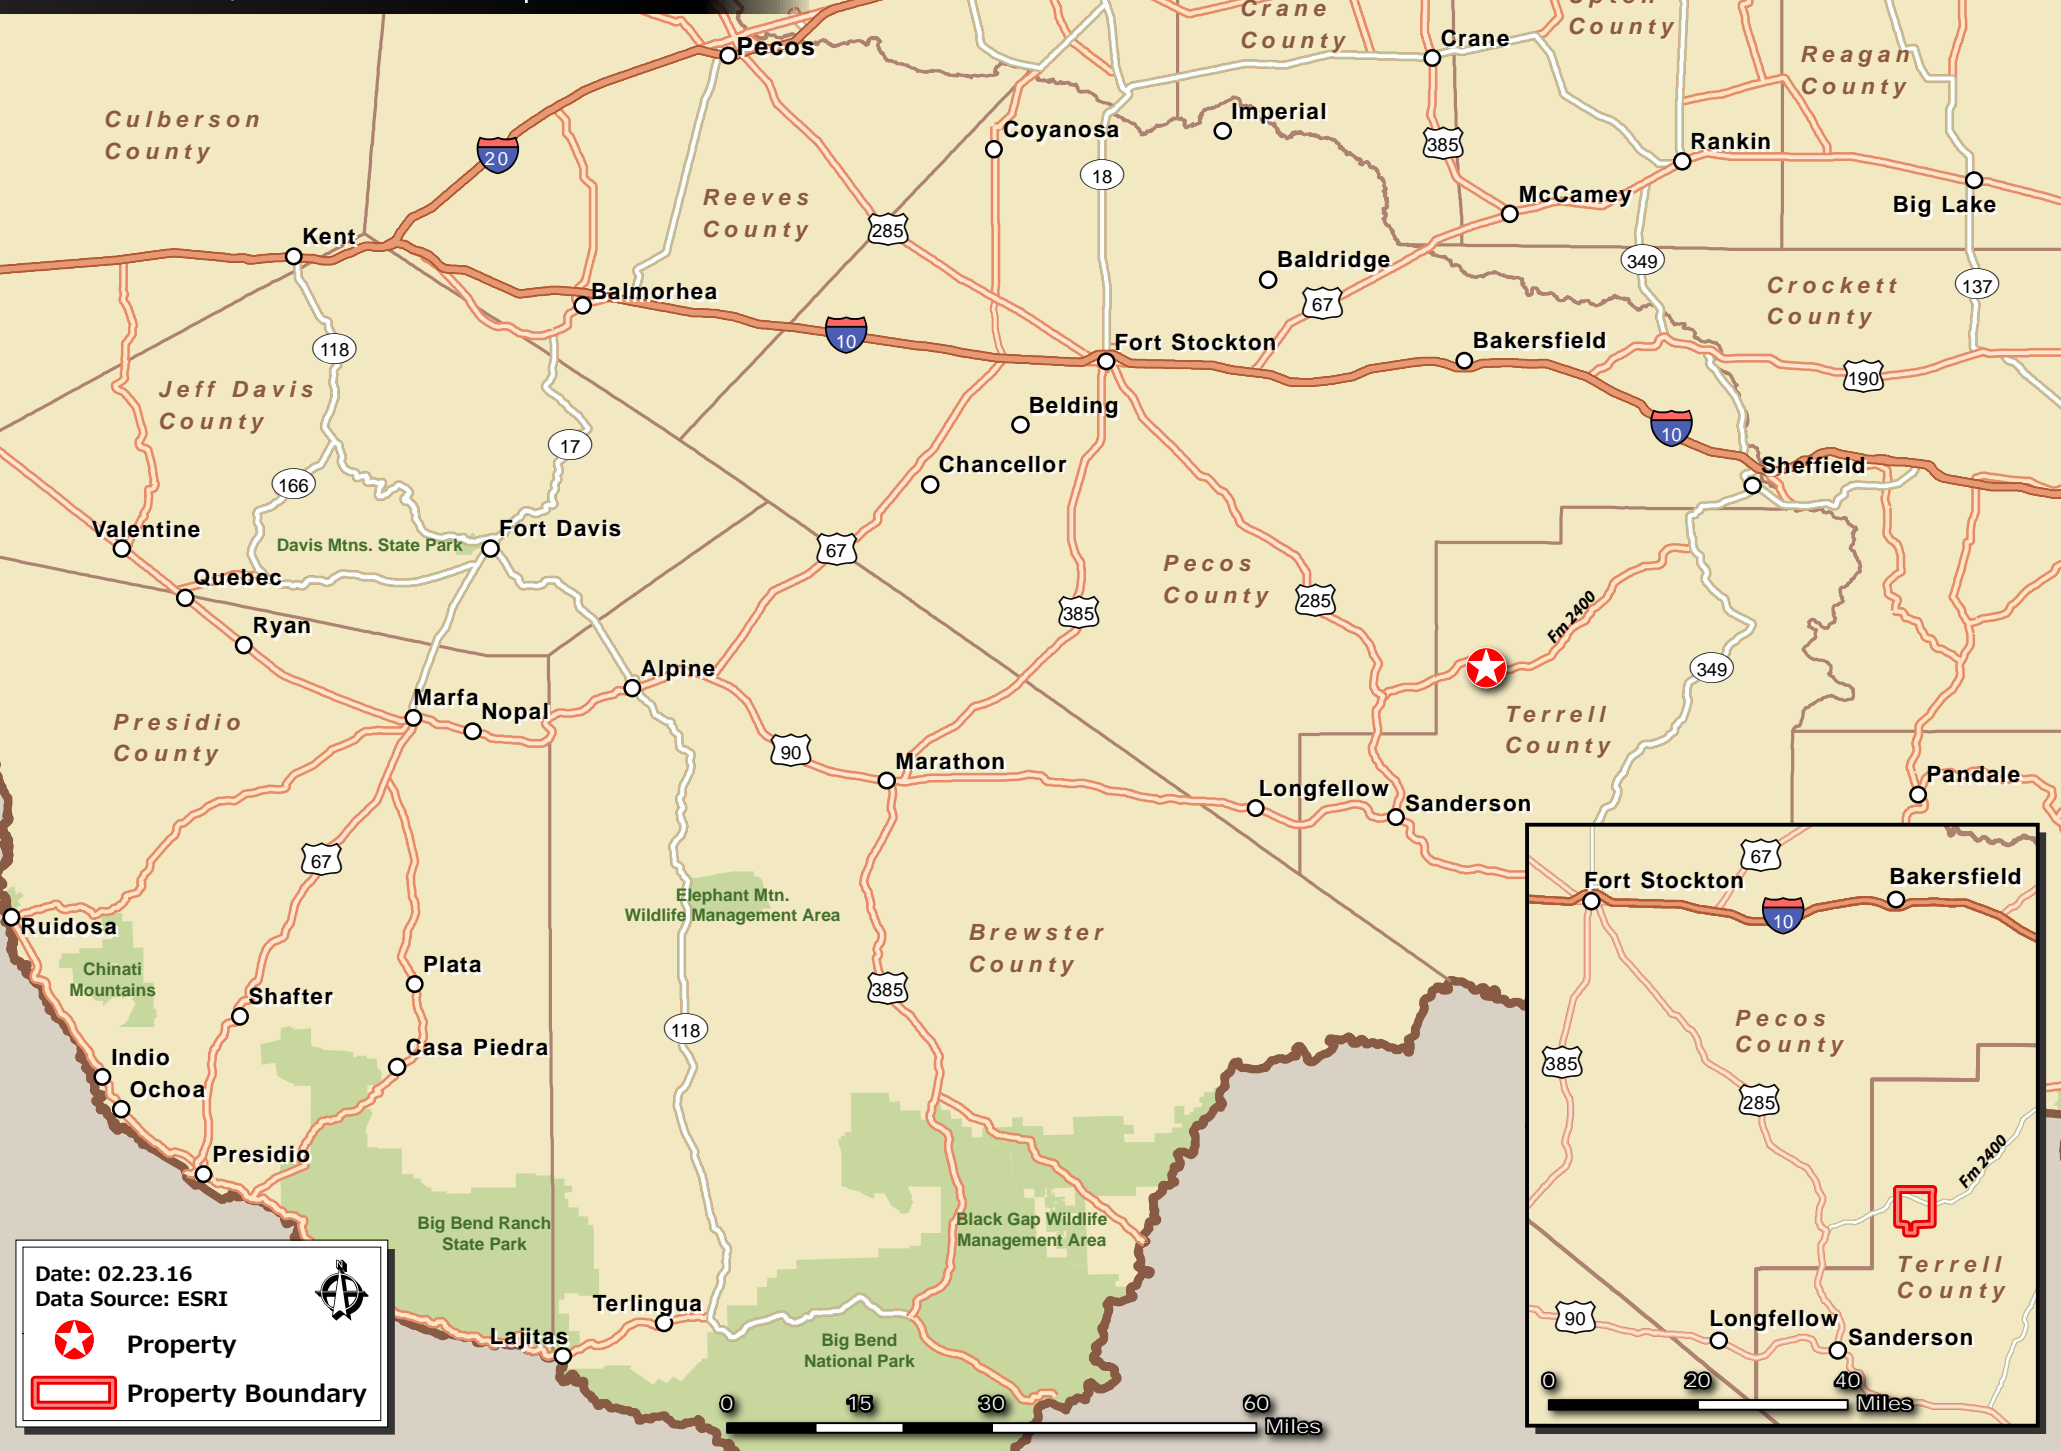 Crane
County
Upton
County
Pecos
Crane
Reagan
County
Culberson
County
Imperial
Coyanosa
385
Rankin
20
18
McCamey
Reeves
County
Big Lake
285
Kent
Baldridge
349
Crockett
County
137
Balmorhea
67
10
Fort Stockton
Bakersfield
118
190
Jeff Davis
County
Belding
10
17
Chancellor
Sheffield
166
Valentine
Fort Davis
Davis Mtns. State Park
67
Pecos
County
Quebec
385
285
Fm 2400
Ryan
Alpine
349
Marfa
Nopal
Presidio
County
Terrell
County
90
Marathon
Pandale
Longfellow
Sanderson
67
Elephant Mtn.
Wildlife Management Area
Ruidosa
Brewster
County
Chinati
Mountains
Plata
385
Shafter
118
Indio
Casa Piedra
Ochoa
Presidio
Big Bend Ranch
State Park
Black Gap Wildlife
Management Area
Terlingua
Lajitas
Big Bend
National Park
0
15
30
60
Miles
Date: 02.23.16
Data Source: ESRI
N
Property
Property Boundary
67
Fort Stockton
Bakersfield
10
Pecos
County
385
285
Fm 2400
Terrell
County
90
Longfellow
Sanderson
0
20
40
Miles